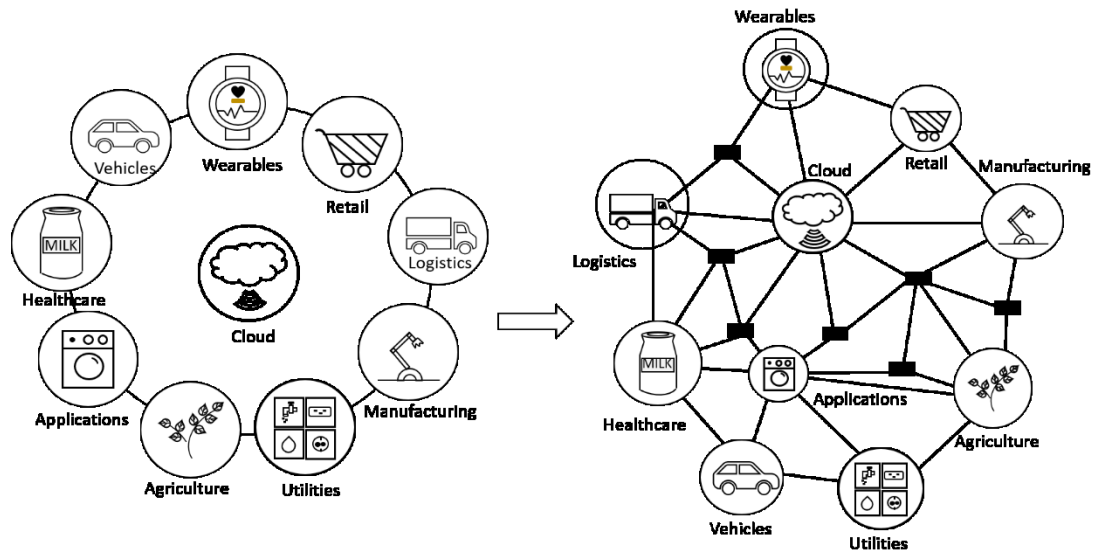 Vehicles
Wearables
Retail
Logistics
MILK
Healthcare
Cloud
Applications
Manufacturing
Agriculture
Utilities
Wearables
Cloud
Retail
Manufacturing
Logistics
MILK
Healthcare
Applications
Agriculture
Vehicles
Utilities